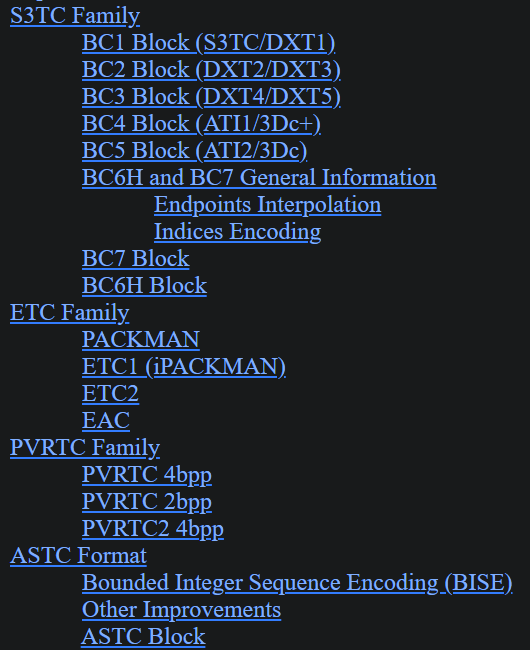 S3TC Family
BC1 Block (S3TC/DXT1)
BC2 Block (DXT2/DXT3)
BC3 Block (DXT4/DXT5)
BC4 Block (ATI1/3Dc+)
BC5 Block (ATI2/3Dc)
BC6H and BC7 General Information
Endpoints Interpolation
Indices Encoding
BC7 Block
BC6H Block
ETC Family
PACKMAN
ETC1 (iPACKMAN)
ETC2
EAC
PVRTC Family
PVRTC 4bpp
PVRTC 2bpp
PVRTC2 4bpp
ASTC Format
Bounded Integer Sequence Encoding (BISE)
Other Improvements
ASTC Block